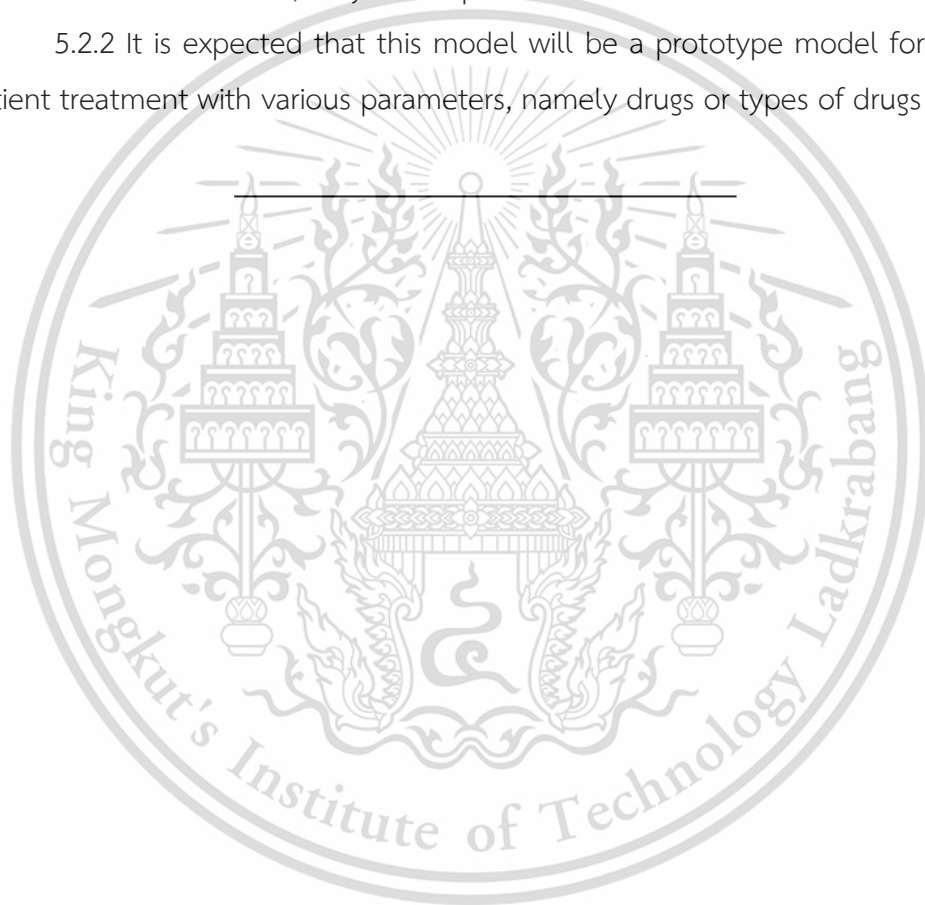 5.2.2 It is expected that this model will be a prototype model for
tient treatment with various parameters, namely drugs or types of drugs
King Mongkut's Institute of Technology Ladkrabang